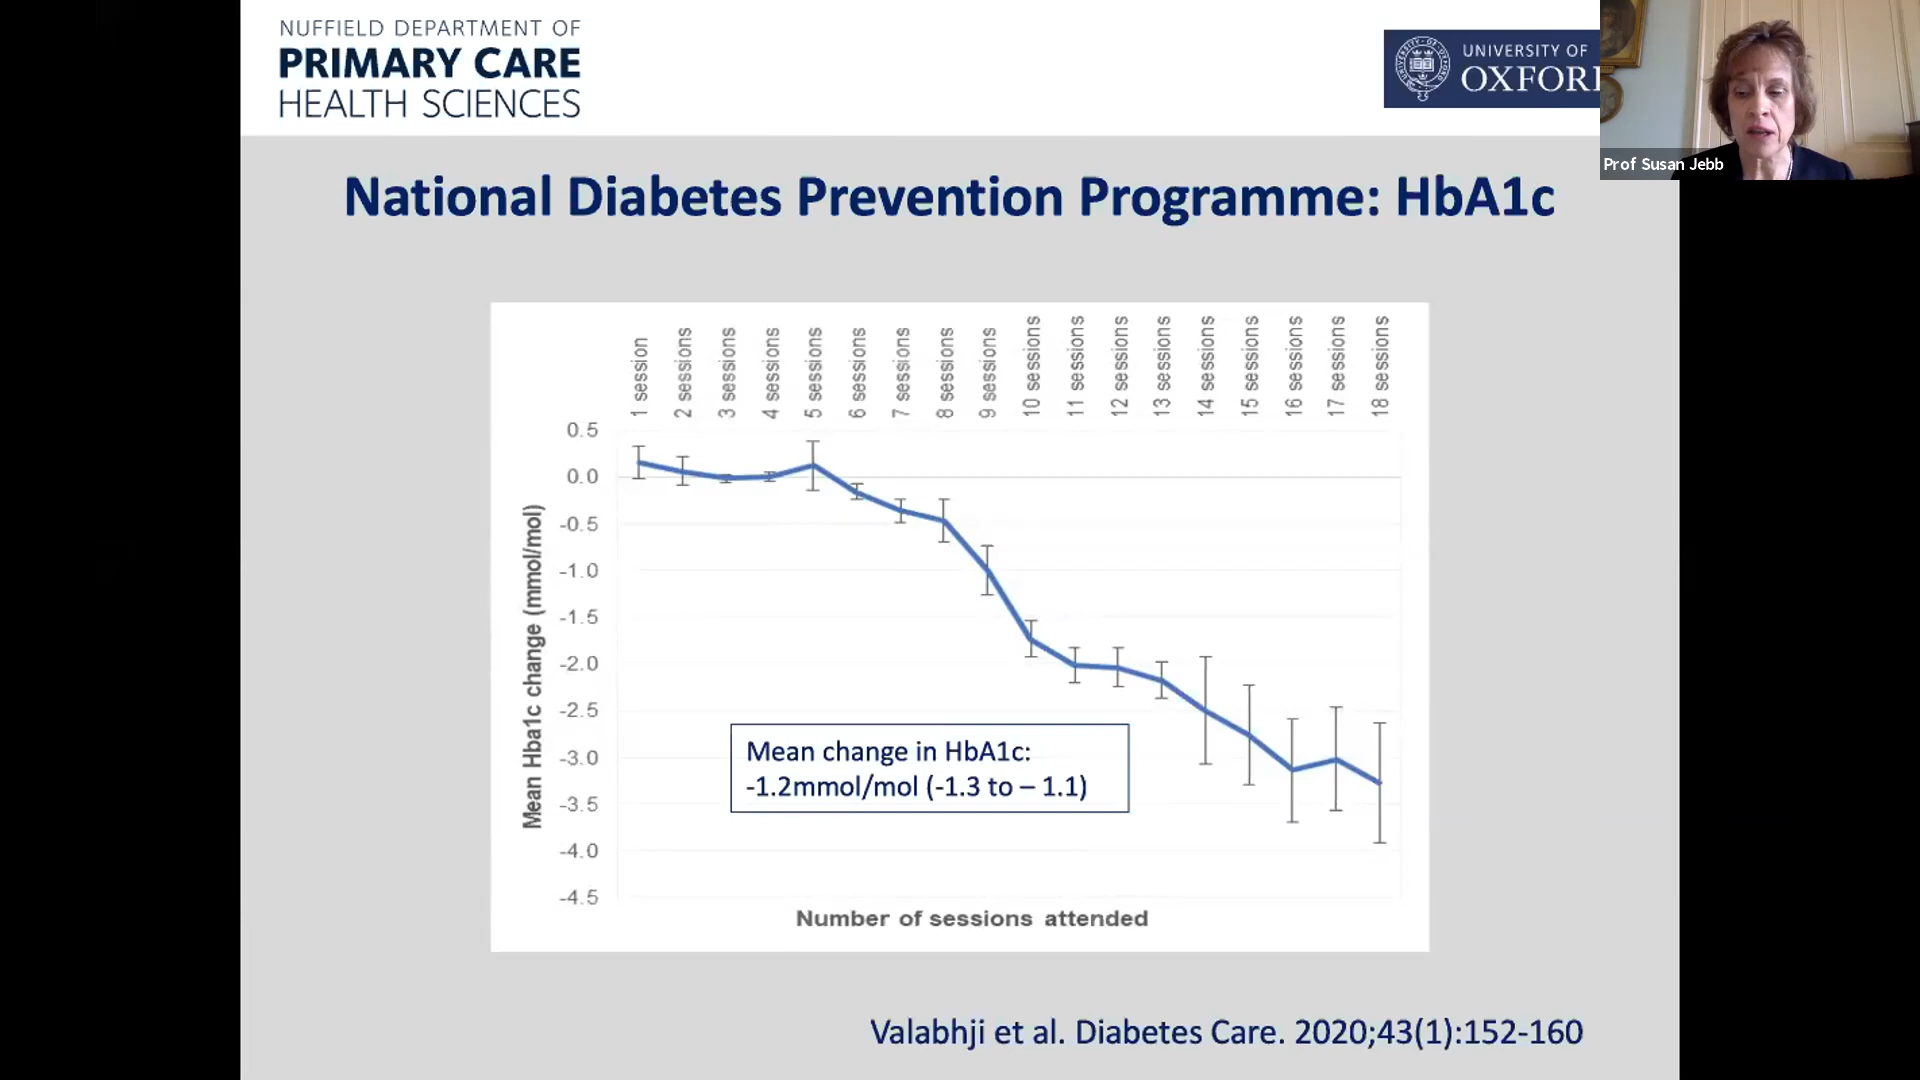 NUFFIELD DEPARTMENT OF
PRIMARY CARE
HEALTH SCIENCES
UNIVERSITY OF
OXFOR
Prof Susan Jebb
National Diabetes Prevention Programme: HbA1c
1 session
2 sessions
3 sessions
4 sessions
5 sessions
6 sessions
7 sessions
8 sessions
9 sessions
10 sessions
11 sessions
12 sessions
13 sessions
14 sessions
15 sessions
16 sessions
17 sessions
18 sessions
0.5
0.0
-0.5
-1.0
-1.5
-2.0
-2.5
-3.0
-3.5
-4.0
-4.5
Mean Hba1c change (mmol/mol)
Mean change in HbA1c:
-1.2mmol/mol (-1.3 to – 1.1)
Number of sessions attended
Valabhji et al. Diabetes Care. 2020;43(1):152-160